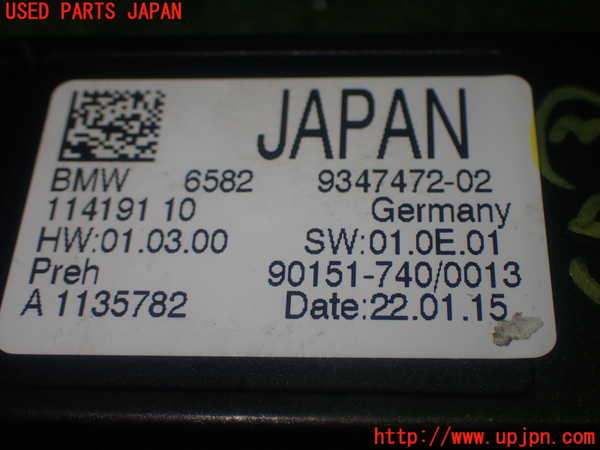 USED PARTS JAPAN
JAPAN
BMW 6582 9347472-02
114191 10 Germany
HW:01.03.00 SW:01.0E.01
Preh 90151-740/0013
A 1135782 Date:22.01.15
http://www.upjpn.com/